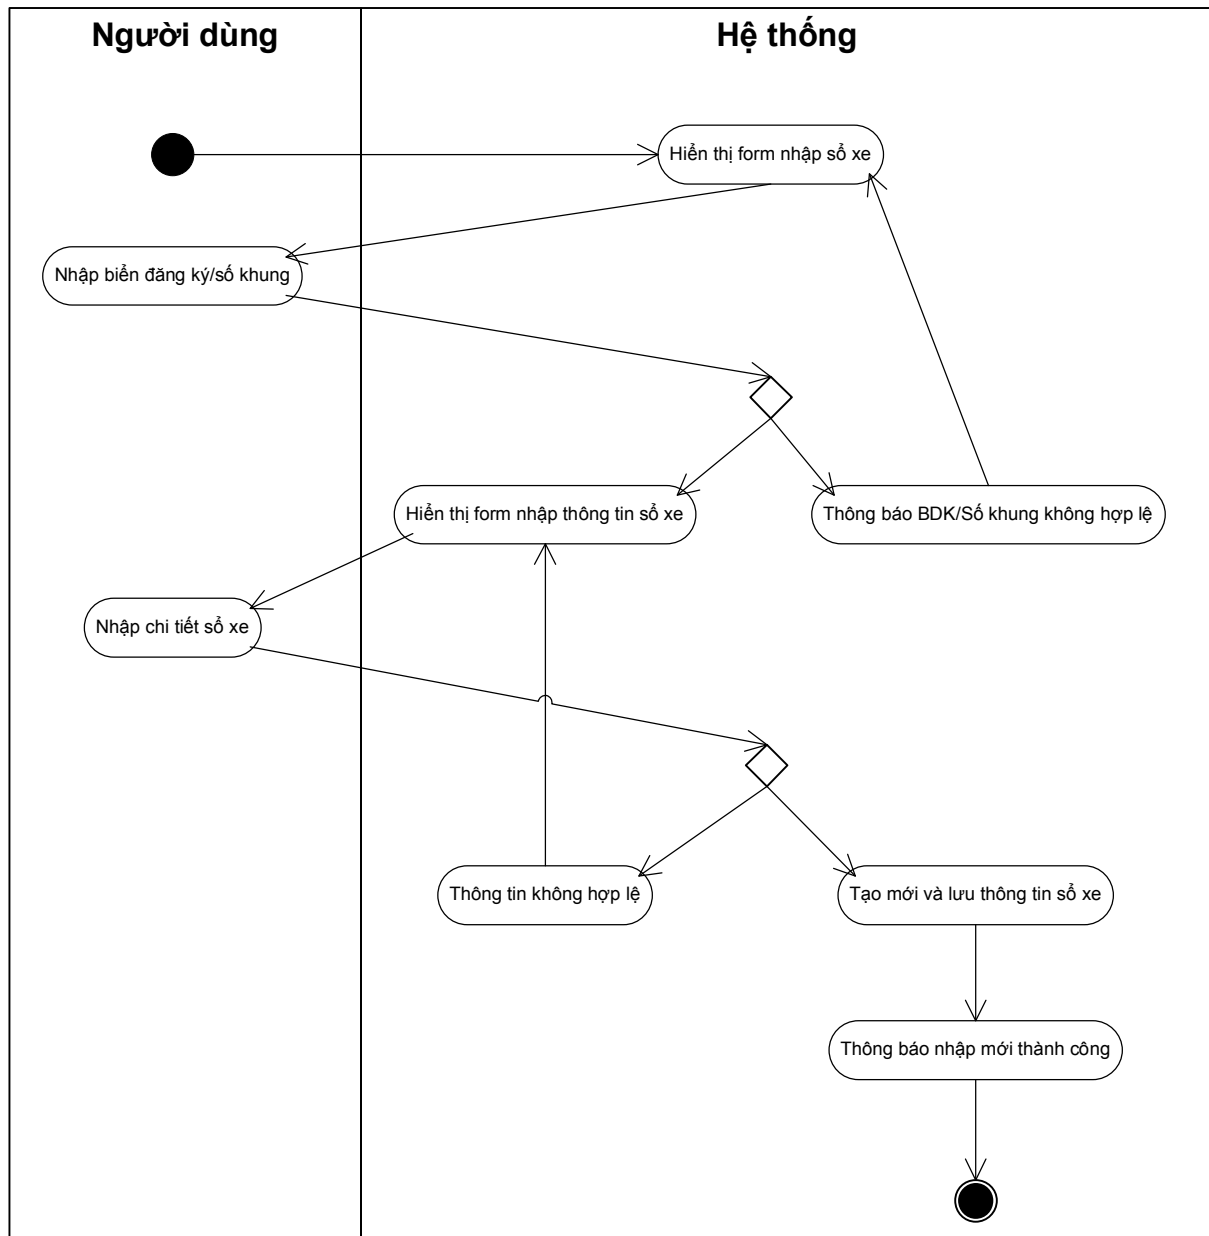 Người dùng
Hệ thống
Hiển thị form nhập sổ xe
Nhập biển đăng ký/số khung
Hiển thị form nhập thông tin sổ xe
Thông báo BDK/Số khung không hợp lệ
Nhập chi tiết sổ xe
Thông tin không hợp lệ
Tạo mới và lưu thông tin sổ xe
Thông báo nhập mới thành công